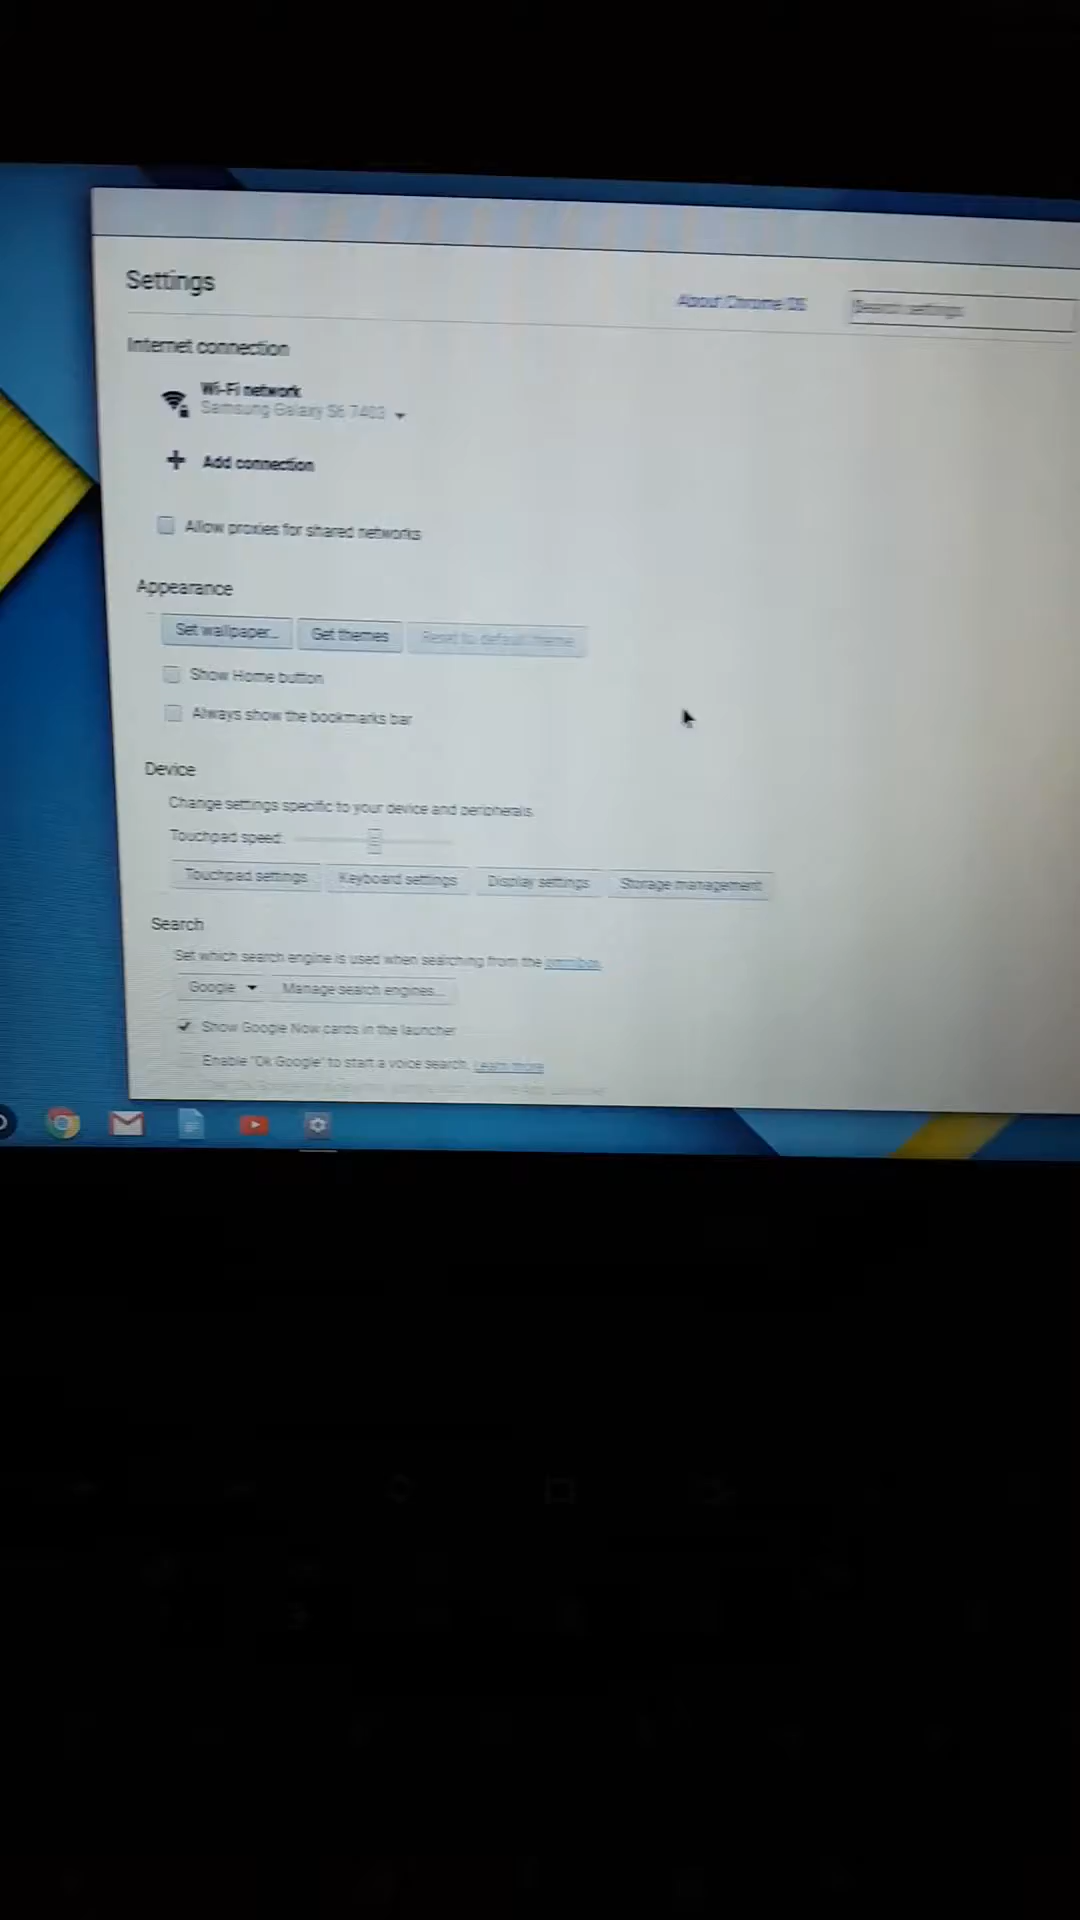 Settings
About Chrome OS
Search settings
Internet connection
Wi-Fi network
Samsung Galaxy S6 7403
Add connection
Allow proxies for shared networks
Appearance
Set wallpaper...
Get themes
Reset to default theme
Show Home button
Always show the bookmarks bar
Device
Change settings specific to your device and peripherals.
Touchpad speed:
Touchpad settings
Keyboard settings
Display settings
Storage management
Search
Set which search engine is used when searching from the omnibox.
Google
Manage search engines...
Show Google Now cards in the launcher
Enable "Ok Google" to start a voice search. Learn more